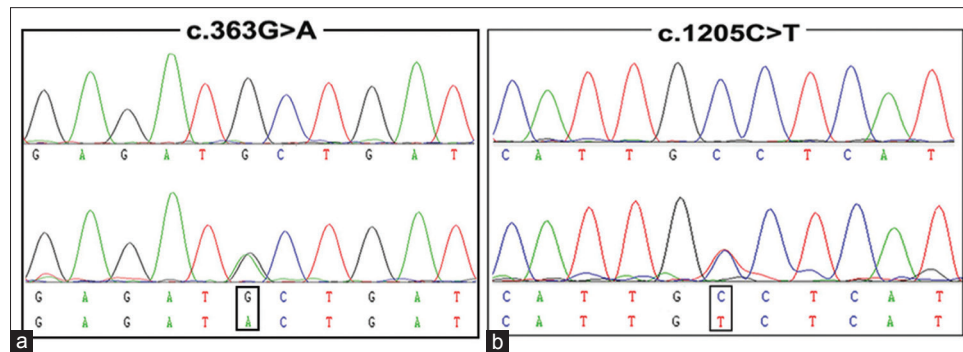 c.363G>A
G A G A T G C T G A T
G A G A T G C T G A T
G A G A T A C T G A T
a
c.1205C>T
C A T T G C C T C A T
C A T T G C C T C A T
C A T T G T C T C A T
b